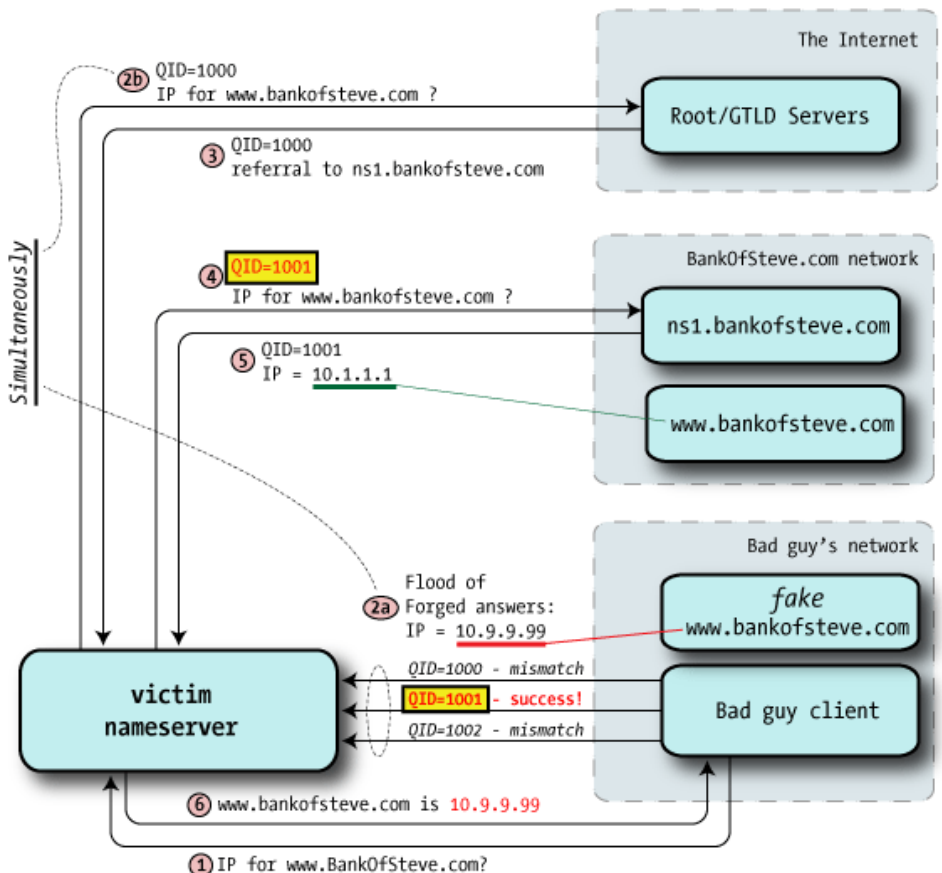 The Internet
2b QID=1000
IP for www.bankofsteve.com ?
Root/GTLD Servers
3 QID=1000
referral to ns1.bankofsteve.com
Simultaneously
BankOfSteve.com network
4 QID=1001
IP for www.bankofsteve.com ?
ns1.bankofsteve.com
5 QID=1001
IP = 10.1.1.1
www.bankofsteve.com
Bad guy's network
2a Flood of
Forged answers:
IP = 10.9.9.99
fake
www.bankofsteve.com
victim
nameserver
QID=1000 - mismatch
QID=1001 - success!
QID=1002 - mismatch
Bad guy client
6 www.bankofsteve.com is 10.9.9.99
1 IP for www.BankOfSteve.com?